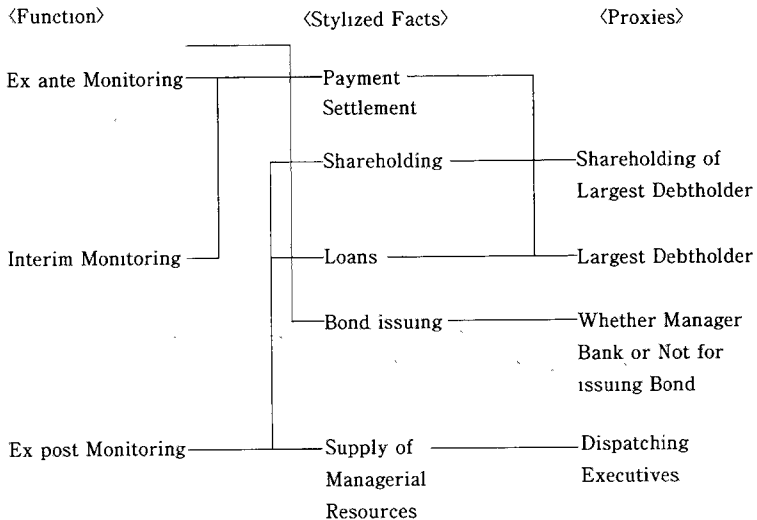 〈Function〉 〈Stylized Facts〉 〈Proxies〉
Ex ante Monitoring Payment
Settlement
Shareholding Shareholding of
Largest Debtholder
Interim Monitoring Loans Largest Debtholder
Bond issuing Whether Manager
Bank or Not for
issuing Bond
Ex post Monitoring Supply of Dispatching
Managerial Executives
Resources